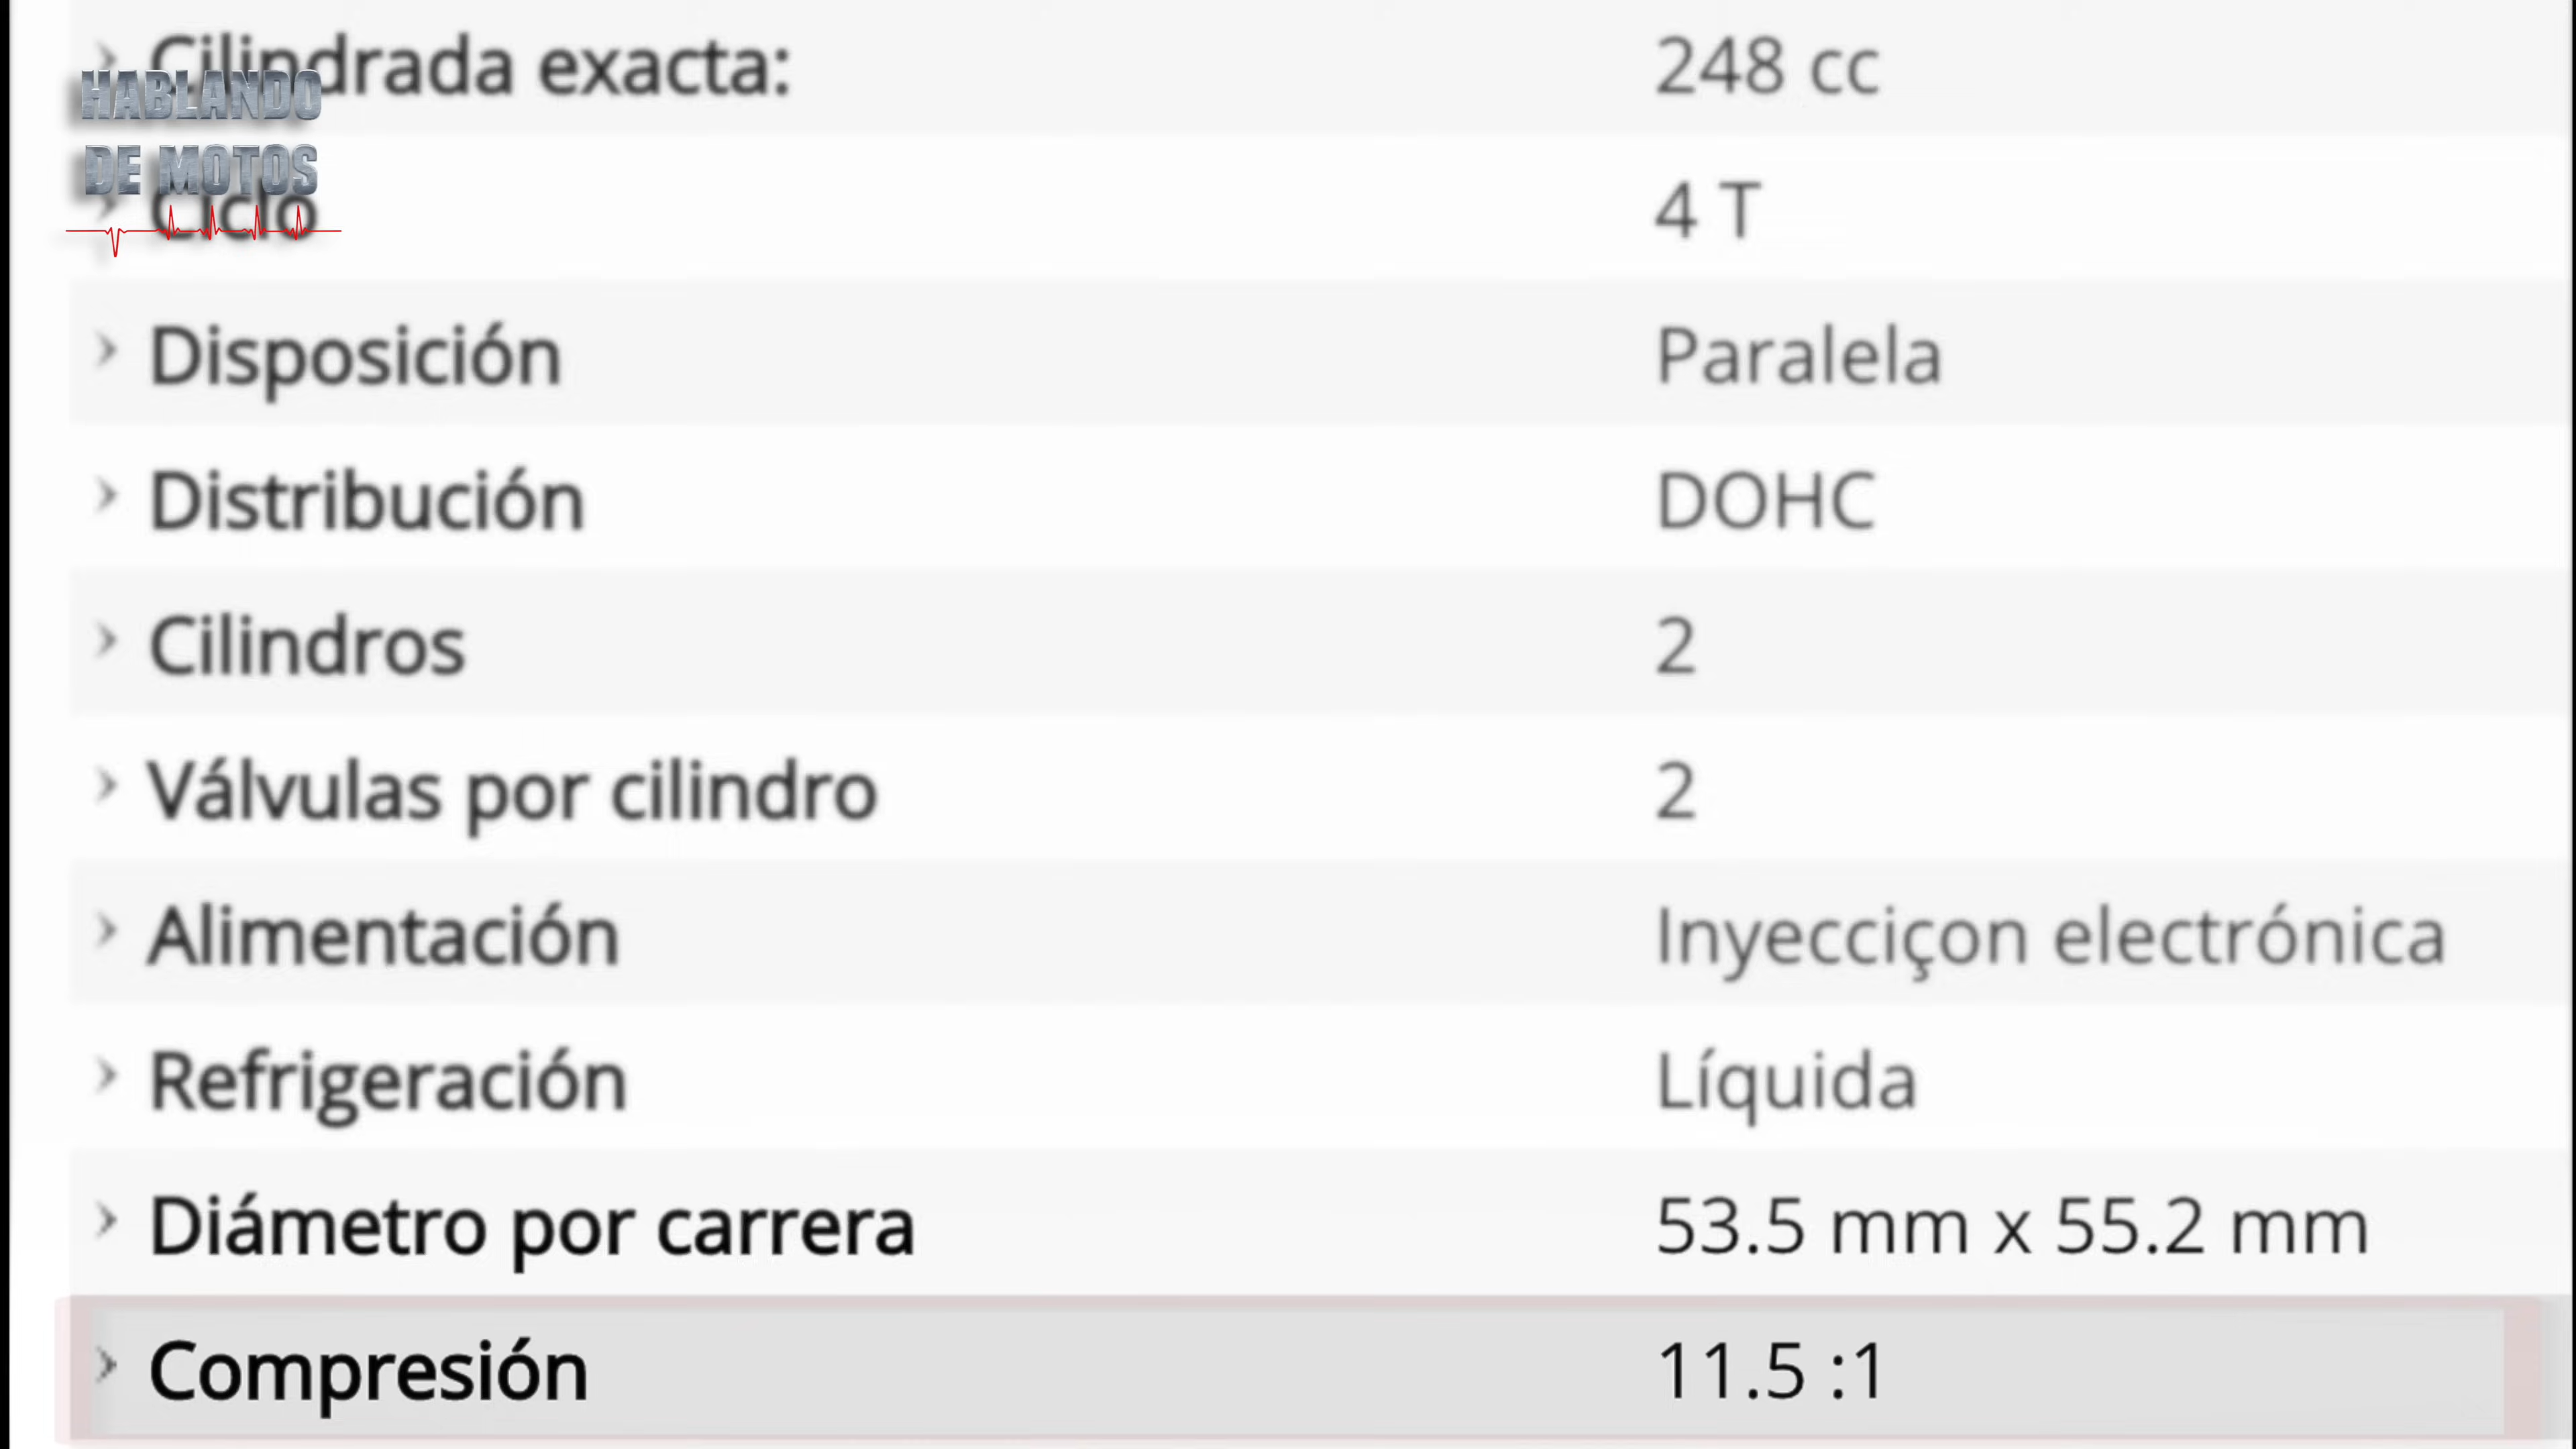 Cilindrada exacta: 248 cc
HABLANDO
DE MOTOS
Ciclo 4 T
Disposición Paralela
Distribución DOHC
Cilindros 2
Válvulas por cilindro 2
Alimentación Inyecciçon electrónica
Refrigeración Líquida
Diámetro por carrera 53.5 mm x 55.2 mm
Compresión 11.5 :1